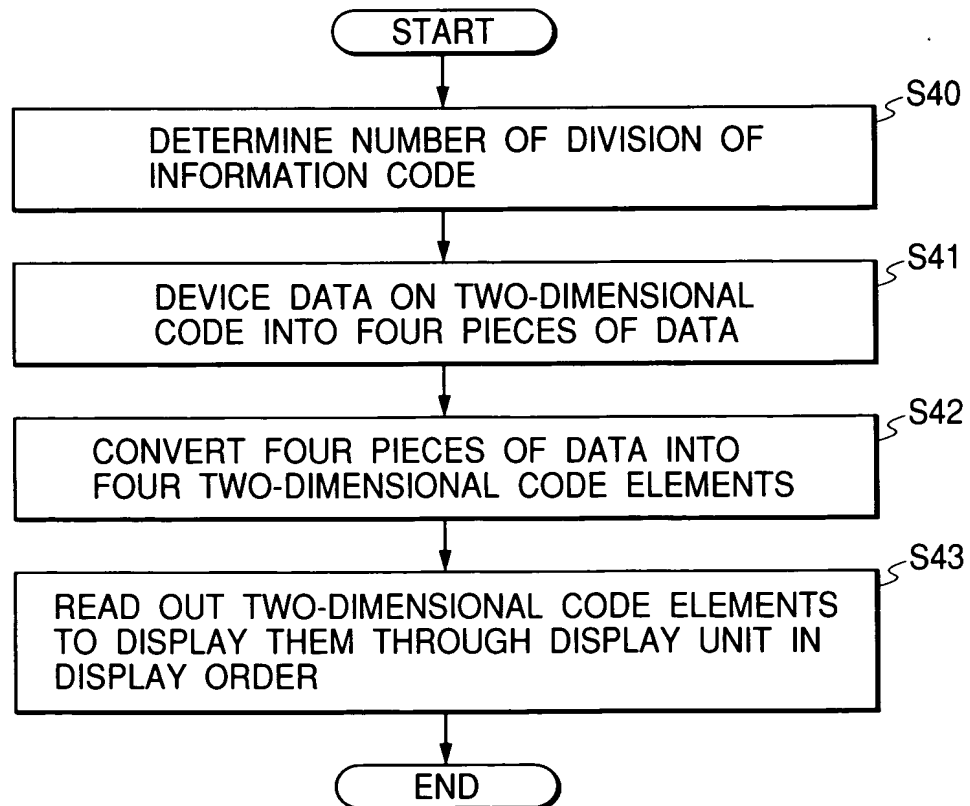 START
S40
DETERMINE NUMBER OF DIVISION OF
INFORMATION CODE
S41
DEVICE DATA ON TWO-DIMENSIONAL
CODE INTO FOUR PIECES OF DATA
S42
CONVERT FOUR PIECES OF DATA INTO
FOUR TWO-DIMENSIONAL CODE ELEMENTS
S43
READ OUT TWO-DIMENSIONAL CODE ELEMENTS
TO DISPLAY THEM THROUGH DISPLAY UNIT IN
DISPLAY ORDER
END